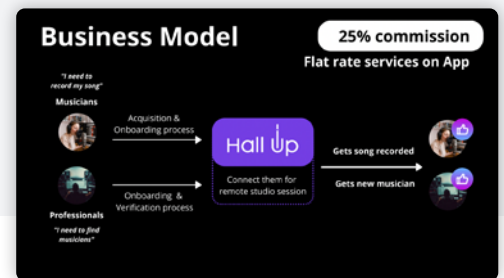 Business Model
25% commission
Flat rate services on App
"I need to
record my song"
Musicians
Acquisition &
Onboarding process
Hall Up
Connect them for
remote studio session
Onboarding &
Verification process
Professionals
"I need to find
musicians"
Gets song recorded
Gets new musician